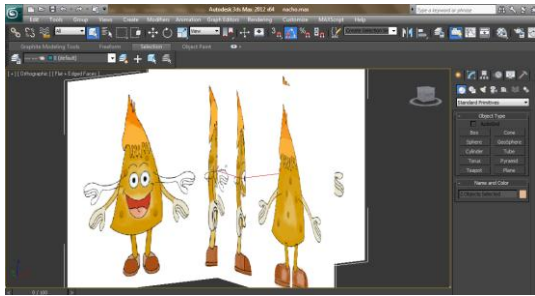 Autodesk 3ds Max 2012 x64 nacho.max
Type a keyword or phrase
Edit Tools Group Views Create Modifiers Animation Graph Editors Rendering Customize MAXScript Help
All View Create Selection Se
Graphite Modeling Tools Freeform Selection Object Paint
0 (default)
[ + ] [ Orthographic ] [ Flat + Edged Faces ]
Standard Primitives
Object Type
AutoGrid
Box Cone
Sphere GeoSphere
Cylinder Tube
Torus Pyramid
Teapot Plane
Name and Color
0 / 100